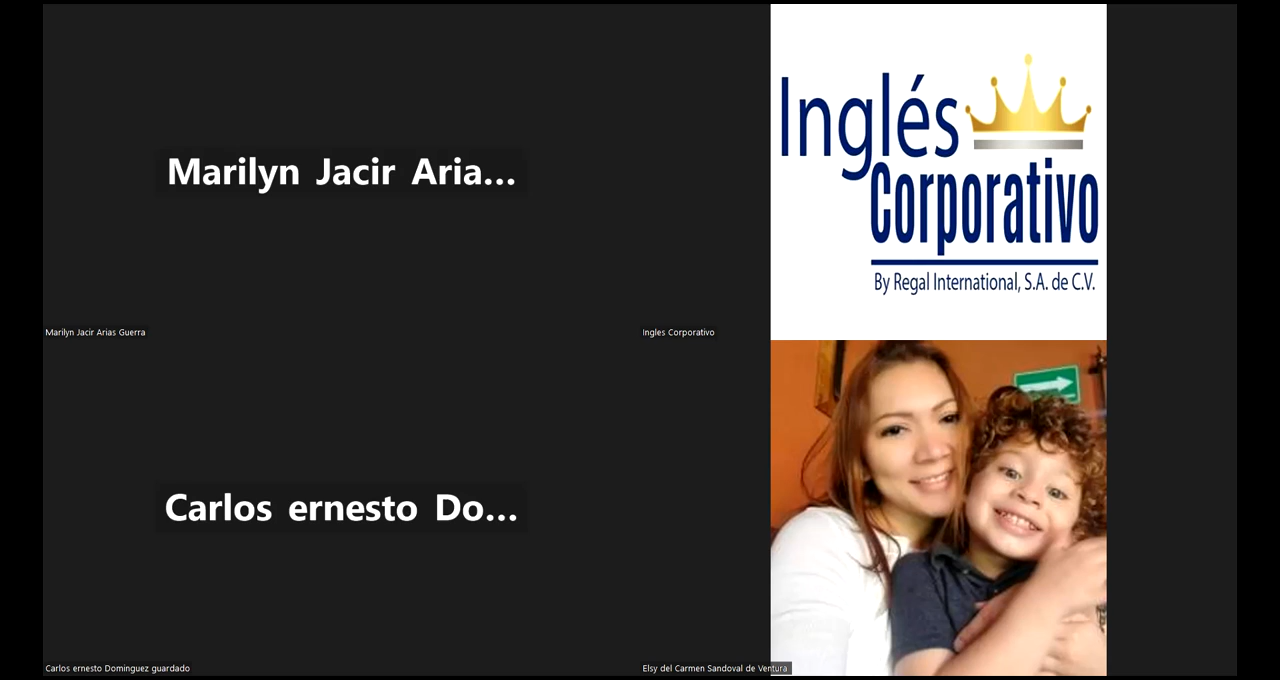 Marilyn Jacir Aria...
Marilyn Jacir Arias Guerra
Inglés
Corporativo
By Regal International, S.A. de C.V.
Ingles Corporativo
Carlos ernesto Do...
Carlos ernesto Dominguez guardado
Elsy del Carmen Sandoval de Ventura